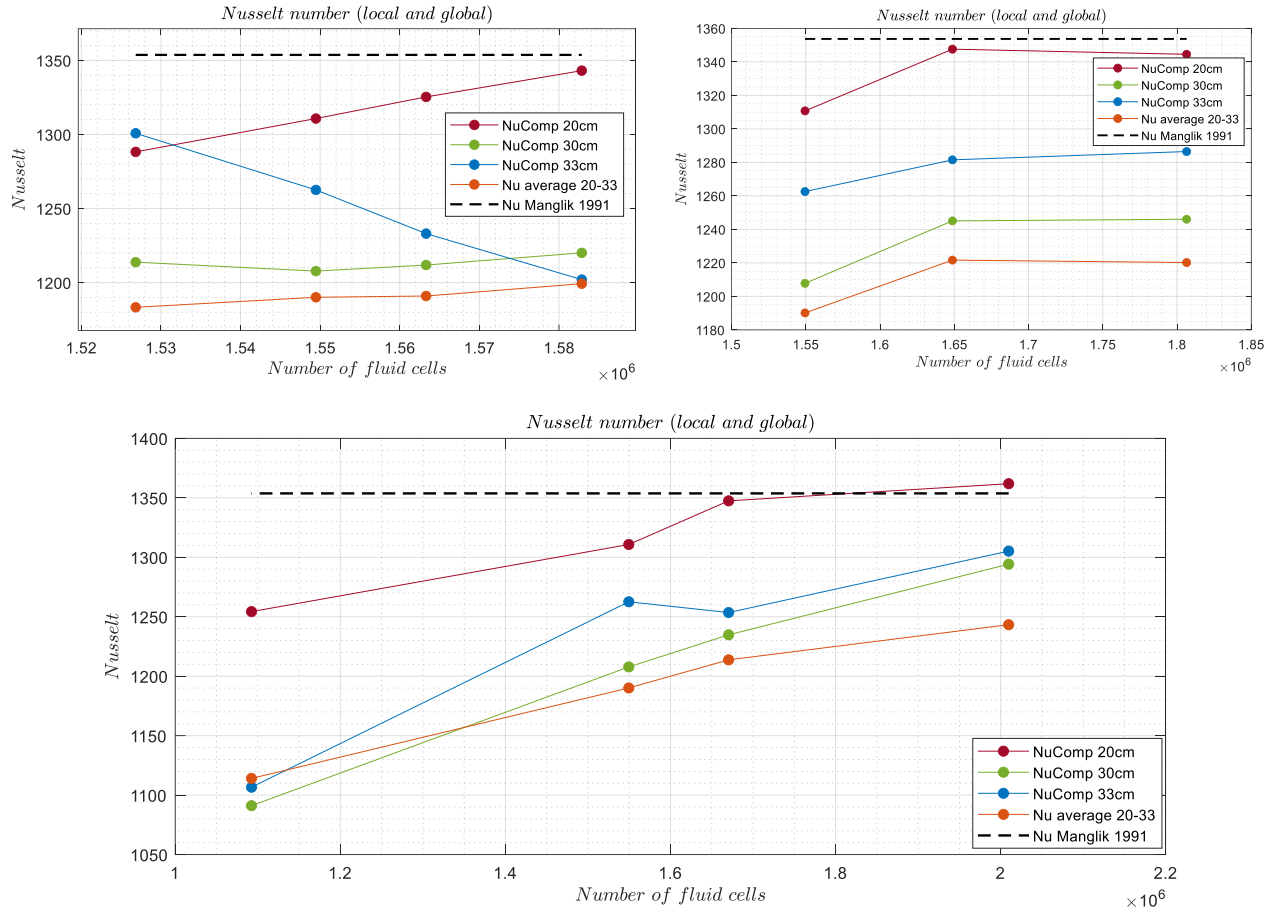 Nusselt number (local and global)
1350
1300
1250
1200
Nusselt
NuComp 20cm
NuComp 30cm
NuComp 33cm
Nu average 20-33
Nu Manglik 1991
1.52 1.53 1.54 1.55 1.56 1.57 1.58
Number of fluid cells
×10⁶
Nusselt number (local and global)
1360
1340
1320
1300
1280
1260
1240
1220
1200
1180
Nusselt
NuComp 20cm
NuComp 30cm
NuComp 33cm
Nu average 20-33
Nu Manglik 1991
1.5 1.55 1.6 1.65 1.7 1.75 1.8 1.85
Number of fluid cells
×10⁶
Nusselt number (local and global)
1400
1350
1300
1250
1200
1150
1100
1050
Nusselt
NuComp 20cm
NuComp 30cm
NuComp 33cm
Nu average 20-33
Nu Manglik 1991
1 1.2 1.4 1.6 1.8 2 2.2
Number of fluid cells
×10⁶